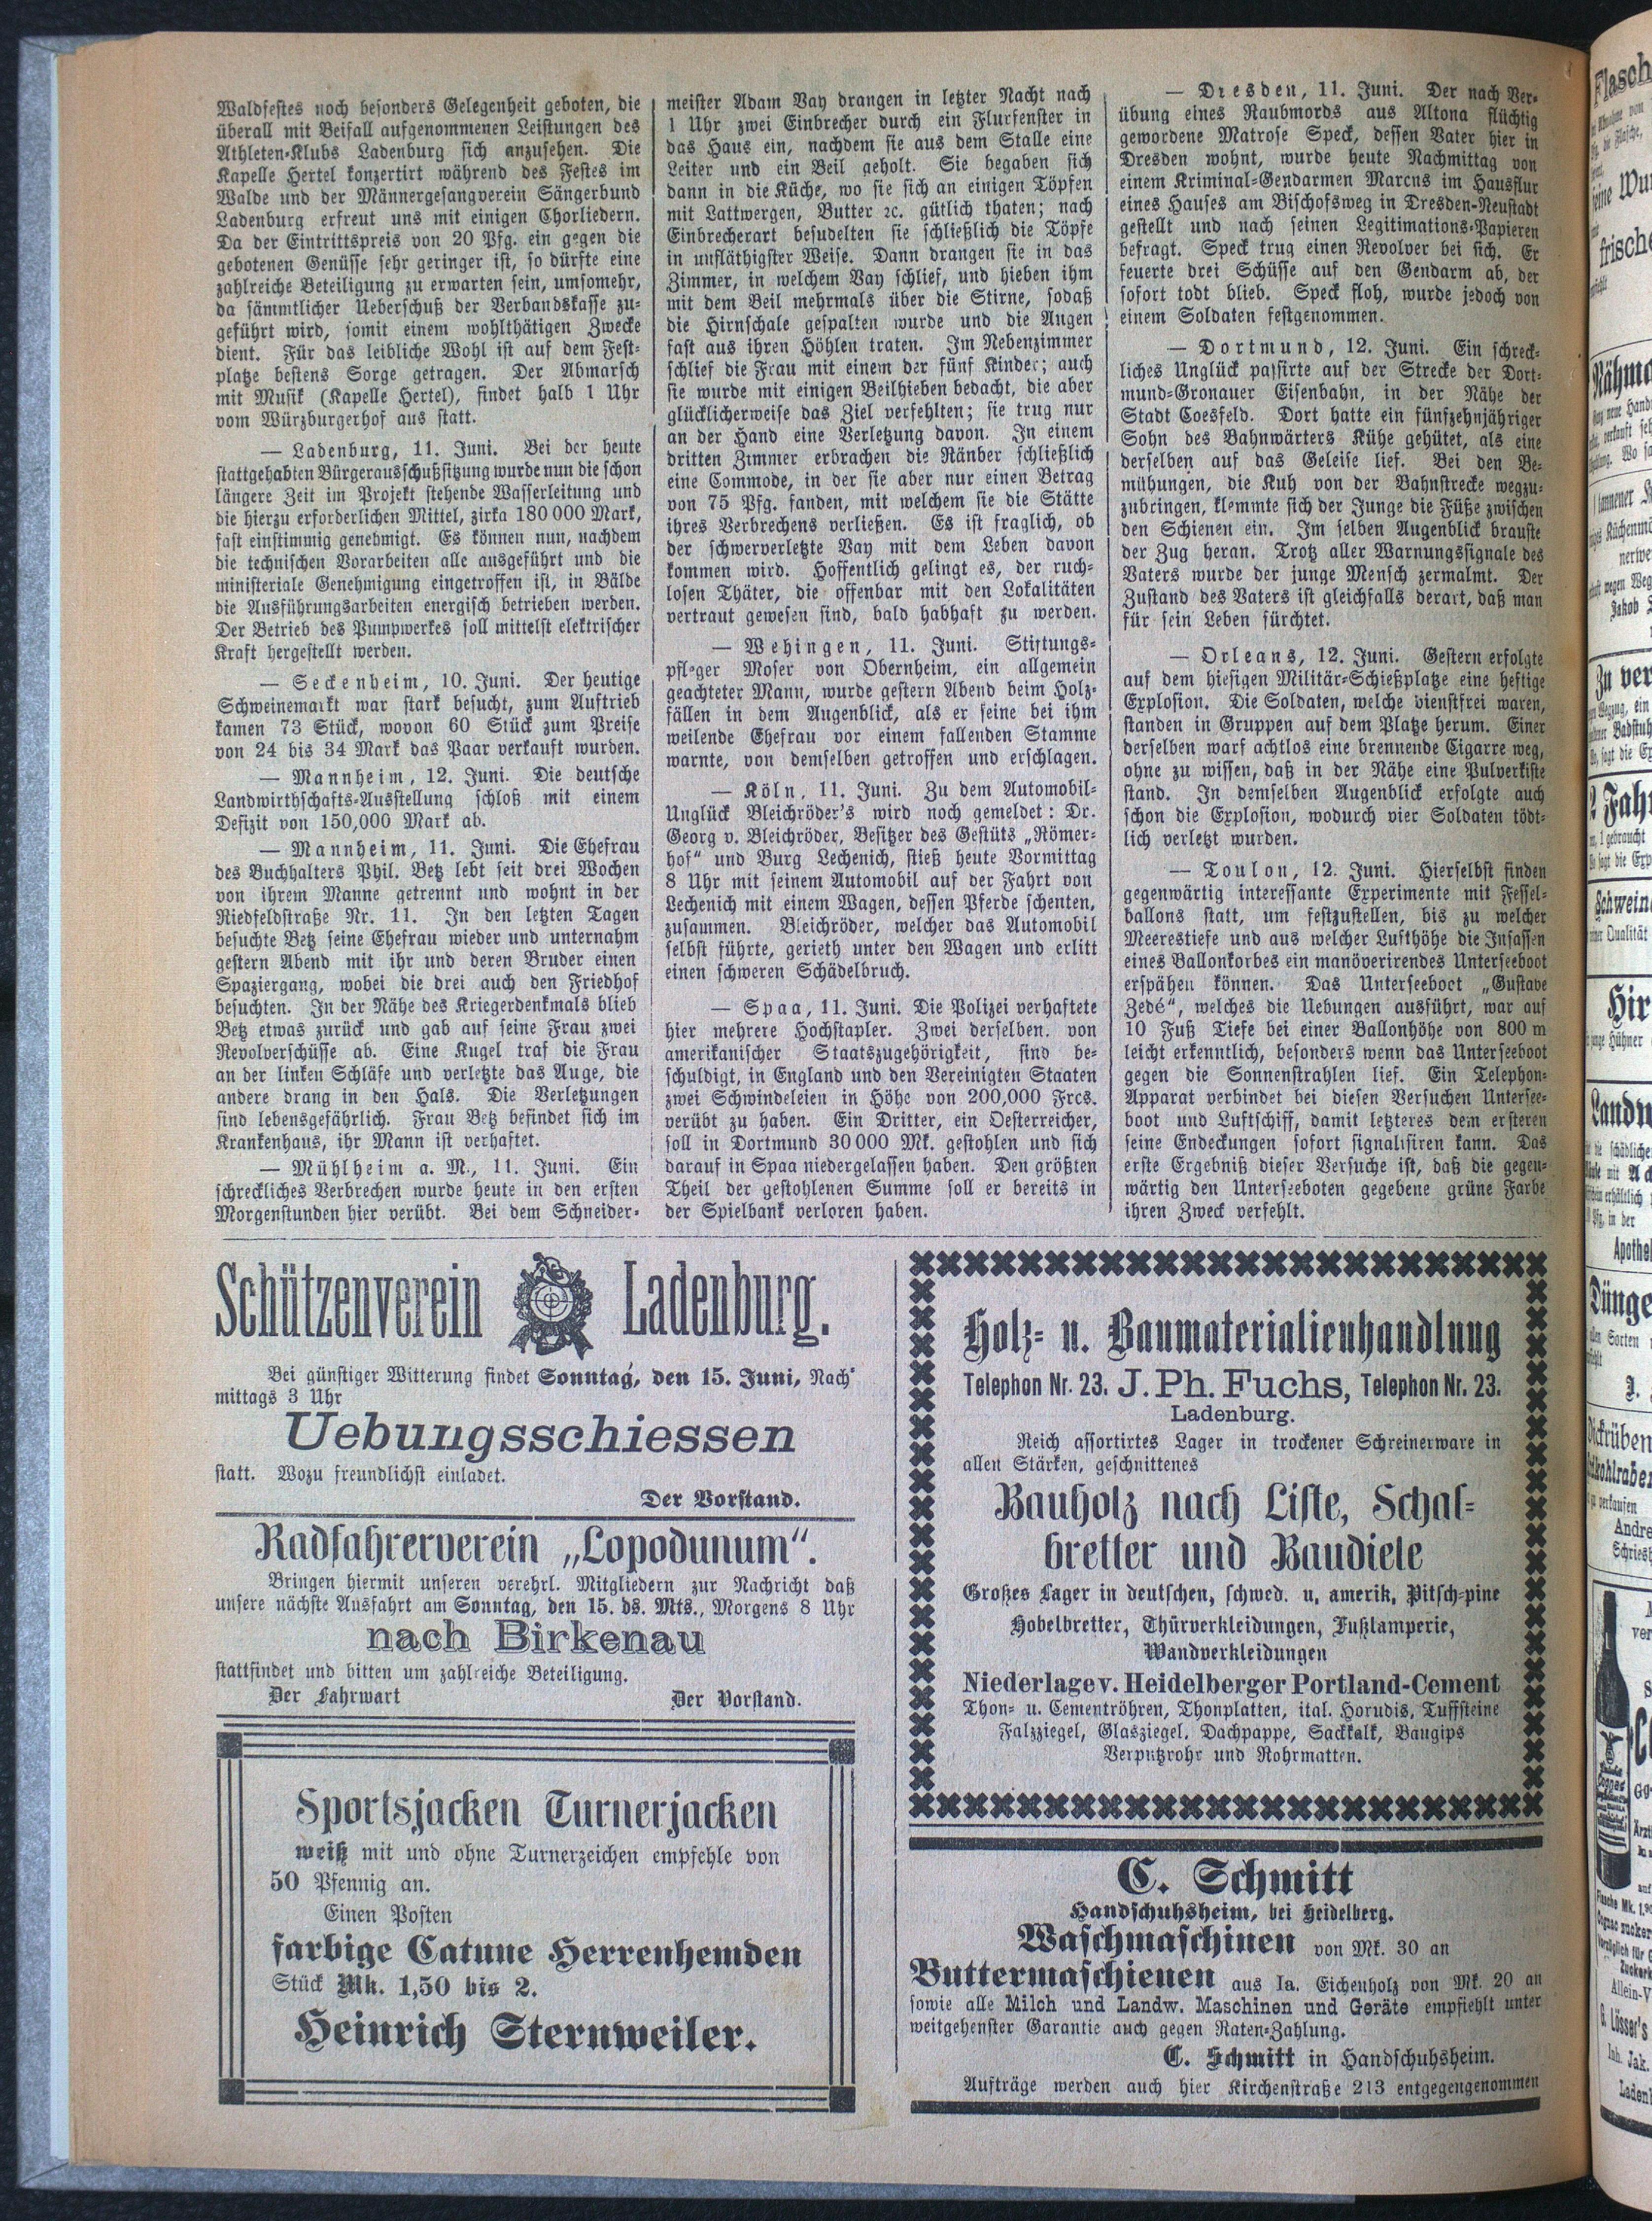 Waldfestes noch besonders Gelegenheit geboten, die
überall mit Beifall aufgenommenen Leistungen des
Athleten-Klubs Ladenburg sich anzusehen. Die
Kapelle Hertel konzertirt während des Festes im
Walde und der Männergesangverein Sängerbund
Ladenburg erfreut uns mit einigen Chorliedern.
Da der Eintrittspreis von 20 Pfg. ein gegen die
gebotenen Genüsse sehr geringer ist, so dürfte eine
zahlreiche Beteiligung zu erwarten sein, umsomehr,
da sämmtlicher Ueberschuß der Verbandskasse zu-
geführt wird, somit einem wohlthätigen Zwecke
dient. Für das leibliche Wohl ist auf dem Fest-
platze bestens Sorge getragen. Der Abmarsch
mit Musik (Kapelle Hertel), findet halb 1 Uhr
vom Würzburgerhof aus statt.
— Ladenburg, 11. Juni. Bei der heute
stattgehabten Bürgerausschußsitzung wurde nun die schon
längere Zeit im Projekt stehende Wasserleitung und
die hierzu erforderlichen Mittel, zirka 180 000 Mark,
fast einstimmig genehmigt. Es können nun, nachdem
die technischen Vorarbeiten alle ausgeführt und die
ministeriale Genehmigung eingetroffen ist, in Bälde
die Ausführungsarbeiten energisch betrieben werden.
Der Betrieb des Pumpwerkes soll mittelst elektrischer
Kraft hergestellt werden.
— Seckenheim, 10. Juni. Der heutige
Schweinemarkt war stark besucht, zum Auftrieb
kamen 73 Stück, wovon 60 Stück zum Preise
von 24 bis 34 Mark das Paar verkauft wurden.
— Mannheim, 12. Juni. Die deutsche
Landwirthschafts-Ausstellung schloß mit einem
Defizit von 150,000 Mark ab.
— Mannheim, 11. Juni. Die Ehefrau
des Buchhalters Phil. Betz lebt seit drei Wochen
von ihrem Manne getrennt und wohnt in der
Riedfeldstraße Nr. 11. In den letzten Tagen
besuchte Betz seine Ehefrau wieder und unternahm
gestern Abend mit ihr und deren Bruder einen
Spaziergang, wobei die drei auch den Friedhof
besuchten. In der Nähe des Kriegerdenkmals blieb
Betz etwas zurück und gab auf seine Frau zwei
Revolverschüsse ab. Eine Kugel traf die Frau
an der linken Schläfe und verletzte das Auge, die
andere drang in den Hals. Die Verletzungen
sind lebensgefährlich. Frau Betz befindet sich im
Krankenhaus, ihr Mann ist verhaftet.
— Mühlheim a. M., 11. Juni. Ein
schreckliches Verbrechen wurde heute in den ersten
Morgenstunden hier verübt. Bei dem Schneider-
meister Adam Bay drangen in letzter Nacht nach
1 Uhr zwei Einbrecher durch ein Flurfenster in
das Haus ein, nachdem sie aus dem Stalle eine
Leiter und ein Beil geholt. Sie begaben sich
dann in die Küche, wo sie sich an einigen Töpfen
mit Lattwergen, Butter ꝛc. gütlich thaten; nach
Einbrecherart besudelten sie schließlich die Töpfe
in unfläthigster Weise. Dann drangen sie in das
Zimmer, in welchem Bay schlief, und hieben ihm
mit dem Beil mehrmals über die Stirne, sodaß
die Hirnschale gespalten wurde und die Augen
fast aus ihren Höhlen traten. Im Nebenzimmer
schlief die Frau mit einem der fünf Kinder; auch
sie wurde mit einigen Beilhieben bedacht, die aber
glücklicherweise das Ziel verfehlten; sie trug nur
an der Hand eine Verletzung davon. In einem
dritten Zimmer erbrachen die Ränber schließlich
eine Commode, in der sie aber nur einen Betrag
von 75 Pfg. fanden, mit welchem sie die Stätte
ihres Verbrechens verließen. Es ist fraglich, ob
der schwerverletzte Bay mit dem Leben davon
kommen wird. Hoffentlich gelingt es, der ruch-
losen Thäter, die offenbar mit den Lokalitäten
vertraut gewesen sind, bald habhaft zu werden.
— Wehingen, 11. Juni. Stiftungs-
pfleger Moser von Obernheim, ein allgemein
geachteter Mann, wurde gestern Abend beim Holz-
fällen in dem Augenblick, als er seine bei ihm
weilende Ehefrau vor einem fallenden Stamme
warnte, von demselben getroffen und erschlagen.
— Köln, 11. Juni. Zu dem Automobil-
Unglück Bleichröder's wird noch gemeldet: Dr.
Georg v. Bleichröder, Besitzer des Gestüts „Römer-
hof“ und Burg Lechenich, stieß heute Vormittag
8 Uhr mit seinem Automobil auf der Fahrt von
Lechenich mit einem Wagen, dessen Pferde schenten,
zusammen. Bleichröder, welcher das Automobil
selbst führte, gerieth unter den Wagen und erlitt
einen schweren Schädelbruch.
— Spaa, 11. Juni. Die Polizei verhaftete
hier mehrere Hochstapler. Zwei derselben, von
amerikanischer Staatszugehörigkeit, sind be-
schuldigt, in England und den Vereinigten Staaten
zwei Schwindeleien in Höhe von 200,000 Frcs.
verübt zu haben. Ein Dritter, ein Oesterreicher,
soll in Dortmund 30 000 Mk. gestohlen und sich
darauf in Spaa niedergelassen haben. Den größten
Theil der gestohlenen Summe soll er bereits in
der Spielbank verloren haben.
— Dresden, 11. Juni. Der nach Ver-
übung eines Raubmords aus Altona flüchtig
gewordene Matrose Speck, dessen Vater hier in
Dresden wohnt, wurde heute Nachmittag von
einem Kriminal-Gendarmen Marcus im Hausflur
eines Hauses am Bischofsweg in Dresden-Neustadt
gestellt und nach seinen Legitimations-Papieren
befragt. Speck trug einen Revolver bei sich. Er
feuerte drei Schüsse auf den Gendarm ab, der
sofort todt blieb. Speck floh, wurde jedoch von
einem Soldaten festgenommen.
— Dortmund, 12. Juni. Ein schreck-
liches Unglück passirte auf der Strecke der Dort-
mund-Gronauer Eisenbahn, in der Nähe der
Stadt Coesfeld. Dort hatte ein fünfzehnjähriger
Sohn des Bahnwärters Kühe gehütet, als eine
derselben auf das Geleise lief. Bei den Be-
mühungen, die Kuh von der Bahnstrecke wegzu-
zubringen, klemmte sich der Junge die Füße zwischen
den Schienen ein. Im selben Augenblick brauste
der Zug heran. Trotz aller Warnungssignale des
Vaters wurde der junge Mensch zermalmt. Der
Zustand des Vaters ist gleichfalls derart, daß man
für sein Leben fürchtet.
— Orleans, 12. Juni. Gestern erfolgte
auf dem hiesigen Militär-Schießplatze eine heftige
Explosion. Die Soldaten, welche dienstfrei waren,
standen in Gruppen auf dem Platze herum. Einer
derselben warf achtlos eine brennende Cigarre weg,
ohne zu wissen, daß in der Nähe eine Pulverkiste
stand. In demselben Augenblick erfolgte auch
schon die Explosion, wodurch vier Soldaten tödt-
lich verletzt wurden.
— Toulon, 12. Juni. Hierselbst finden
gegenwärtig interessante Experimente mit Fessel-
ballons statt, um festzustellen, bis zu welcher
Meerestiefe und aus welcher Lufthöhe die Insassen
eines Ballonkorbes ein manöverirendes Unterseeboot
erspähen können. Das Unterseeboot „Gustave
Zedé“, welches die Uebungen ausführt, war auf
10 Fuß Tiefe bei einer Ballonhöhe von 800 m
leicht erkenntlich, besonders wenn das Unterseeboot
gegen die Sonnenstrahlen lief. Ein Telephon-
Apparat verbindet bei diesen Versuchen Untersee-
boot und Luftschiff, damit letzteres dem ersteren
seine Endeckungen sofort signalisiren kann. Das
erste Ergebniß dieser Versuche ist, daß die gegen-
wärtig den Unterseeboten gegebene grüne Farbe
ihren Zweck verfehlt.
Schützenverein Ladenburg.
Bei günstiger Witterung findet Sonntag, den 15. Juni, Nach-
mittags 3 Uhr
Uebungsschiessen
statt. Wozu freundlichst einladet.
Der Vorstand.
Radfahrerverein „Lopodunum“.
Bringen hiermit unseren verehrl. Mitgliedern zur Nachricht daß
unsere nächste Ausfahrt am Sonntag, den 15. ds. Mts., Morgens 8 Uhr
nach Birkenau
stattfindet und bitten um zahlreiche Beteiligung.
Der Fahrwart Der Vorstand.
Sportsjacken Turnerjacken
weiß mit und ohne Turnerzeichen empfehle von
50 Pfennig an.
Einen Posten
farbige Catune Herrenhemden
Stück Mk. 1,50 bis 2.
Heinrich Sternweiler.
Holz- u. Baumaterialienhandlung
Telephon Nr. 23. J. Ph. Fuchs, Telephon Nr. 23.
Ladenburg.
Reich assortirtes Lager in trockener Schreinerware in
allen Stärken, geschnittenes
Bauholz nach Liste, Schal-
bretter und Baudiele
Großes Lager in deutschen, schwed. u. amerik. Pitsch-pine
Hobelbretter, Thürverkleidungen, Fußlamperie,
Wandverkleidungen
Niederlage v. Heidelberger Portland-Cement
Thon- u. Cementröhren, Thonplatten, ital. Horudis, Tuffsteine
Falzziegel, Glasziegel, Dachpappe, Sackkalk, Baugips
Verputzrohr und Rohrmatten.
C. Schmitt
Handschuhsheim, bei Heidelberg.
Waschmaschinen von Mk. 30 an
Buttermaschienen aus Ia. Eichenholz von Mk. 20 an
sowie alle Milch und Landw. Maschinen und Geräte empfiehlt unter
weitgehenster Garantie auch gegen Raten-Zahlung.
C. Schmitt in Handschuhsheim.
Aufträge werden auch hier Kirchenstraße 213 entgegengenommen